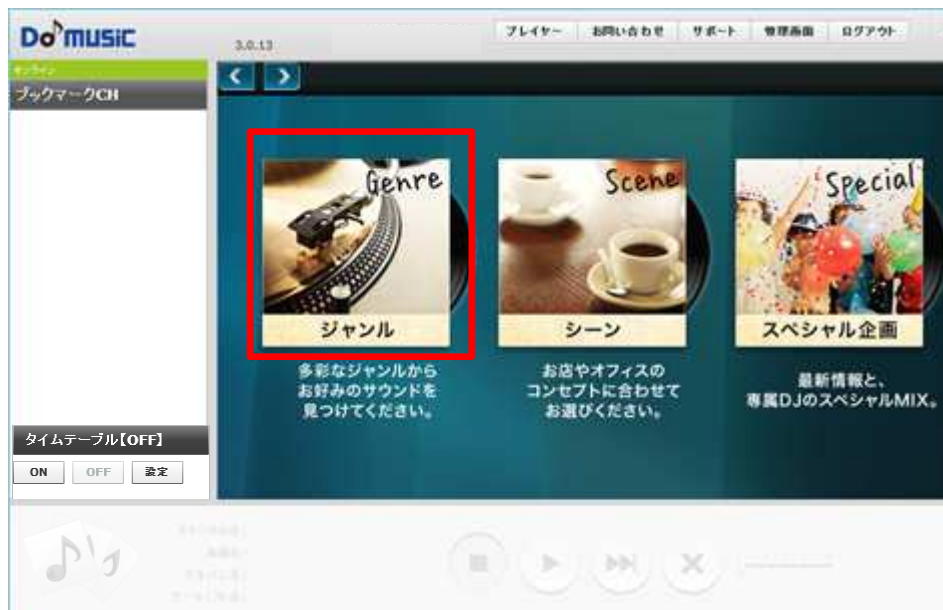 Do♪MUSIC
3.0.13
プレイヤー お問い合わせ サポート 管理画面 ログアウト
オンライン
ブックマークCH
Genre
Scene
Special
ジャンル
シーン
スペシャル企画
多彩なジャンルから
お好みのサウンドを
見つけてください。
お店やオフィスの
コンセプトに合わせて
お選びください。
最新情報と、
専属DJのスペシャルMIX。
タイムテーブル【OFF】
ON OFF 設定